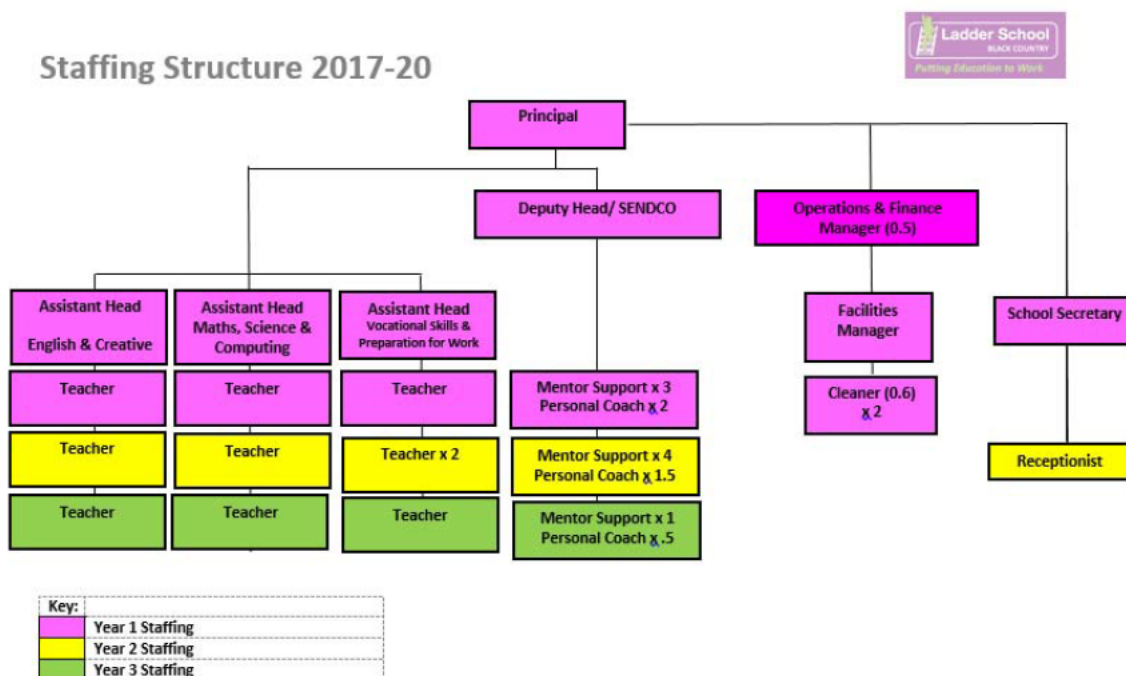 Ladder School
BLACK COUNTRY
Putting Education to Work
Staffing Structure 2017-20
Principal
Deputy Head/ SENDCO
Operations & Finance
Manager (0.5)
Assistant Head
English & Creative
Assistant Head
Maths, Science &
Computing
Assistant Head
Vocational Skills &
Preparation for Work
Facilities
Manager
School Secretary
Teacher
Teacher
Teacher
Mentor Support x 3
Personal Coach x 2
Cleaner (0.6)
x 2
Teacher
Teacher
Teacher x 2
Mentor Support x 4
Personal Coach x 1.5
Receptionist
Teacher
Teacher
Teacher
Mentor Support x 1
Personal Coach x .5
Key:
Year 1 Staffing
Year 2 Staffing
Year 3 Staffing